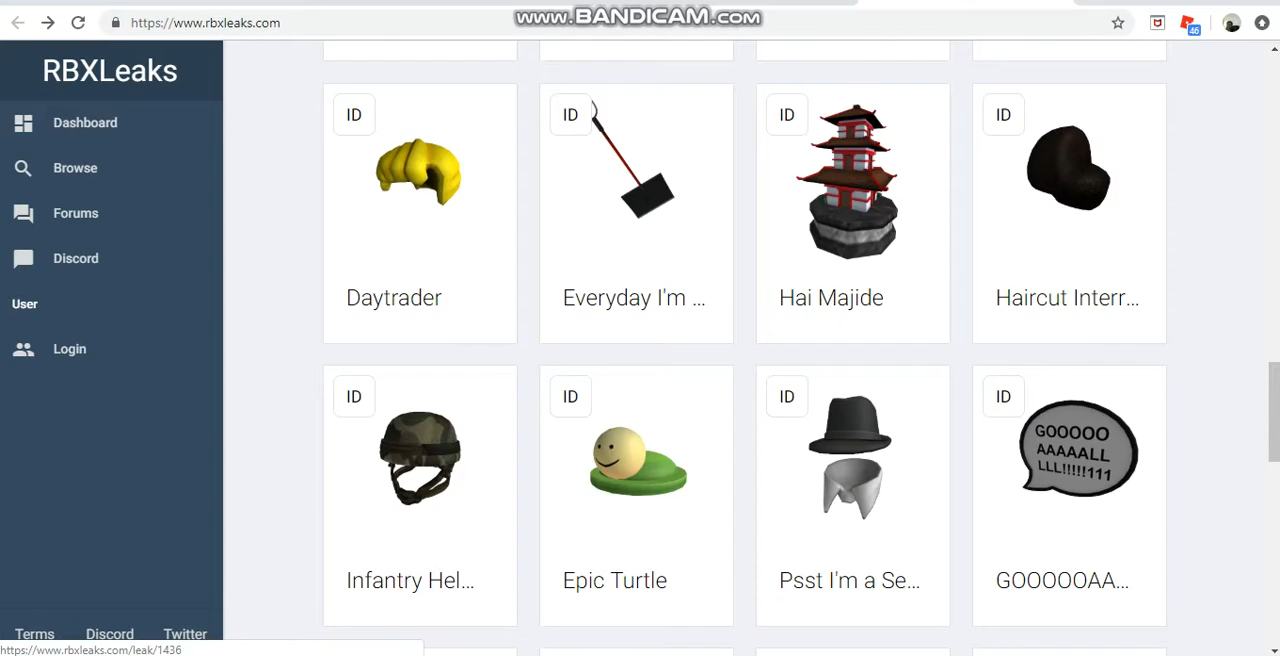 www.BANDICAM.com
https://www.rbxleaks.com
46
RBXLeaks
Dashboard
Browse
Forums
Discord
User
Login
Terms
Discord
Twitter
https://www.rbxleaks.com/leak/1436
ID
ID
ID
ID
Daytrader
Everyday I'm ...
Hai Majide
Haircut Interr...
ID
ID
ID
ID
GOOOOO
AAAAALL
LLL!!!!!111
Infantry Hel...
Epic Turtle
Psst I'm a Se...
GOOOOOAA...